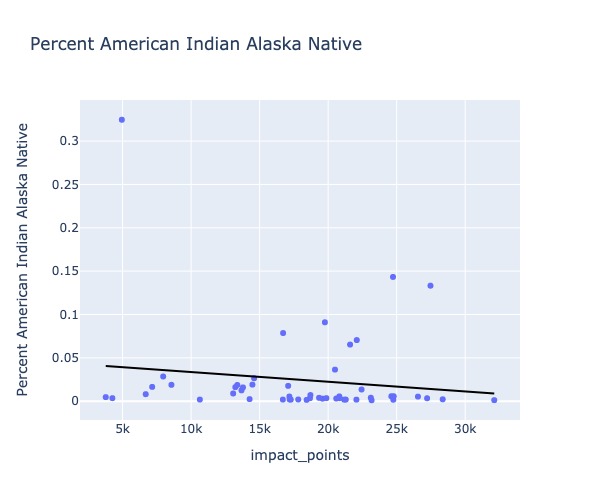 Percent American Indian Alaska Native
Percent American Indian Alaska Native
0.3
0.25
0.2
0.15
0.1
0.05
0
5k
10k
15k
20k
25k
30k
impact_points